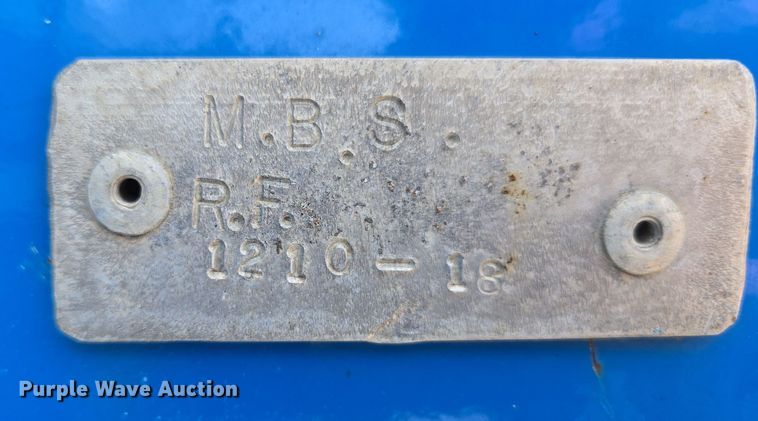 M.B.S.
R.F.
1210-18
Purple Wave Auction